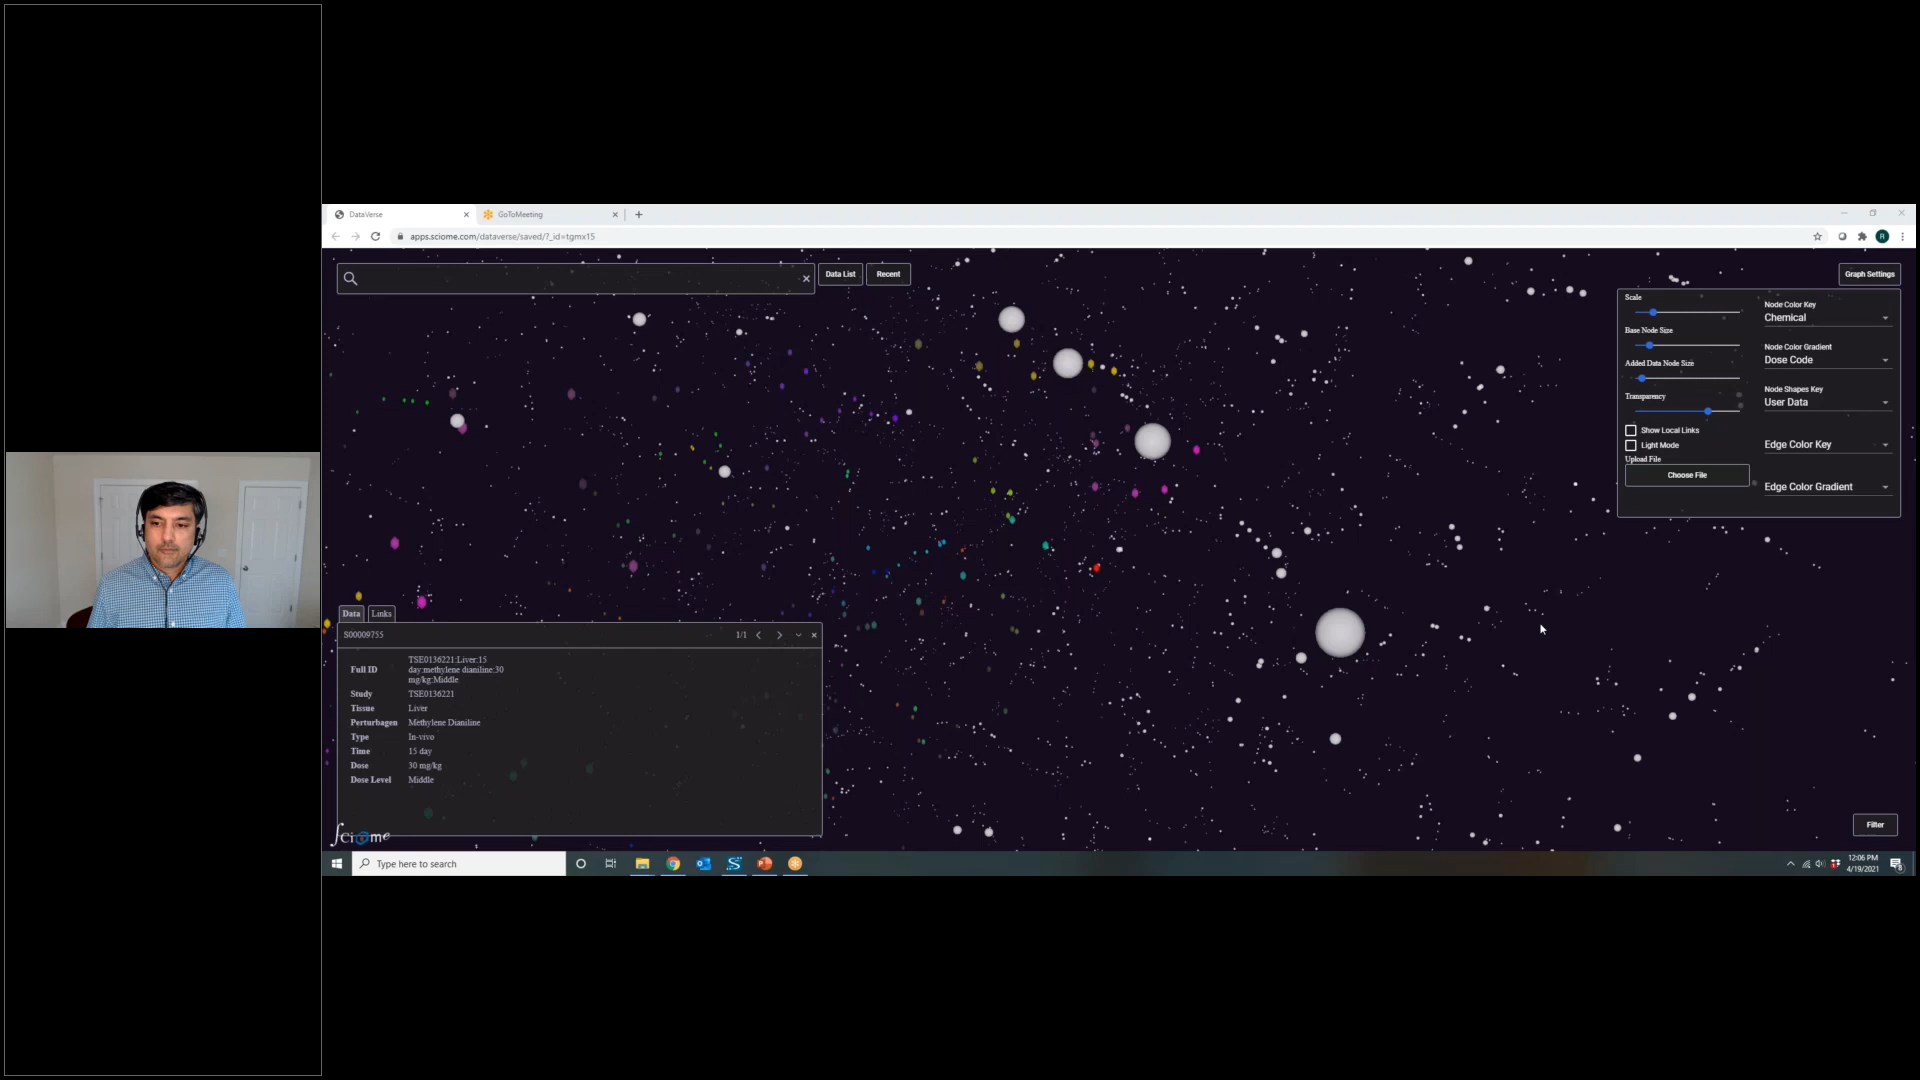 DataVerse
GoToMeeting
apps.sciome.com/dataverse/saved/?_id=tgmx15
R
Data List
Recent
Graph Settings
Scale
Base Node Size
Added Data Node Size
Transparency
Show Local Links
Light Mode
Upload File
Choose File
Node Color Key
Chemical
Node Color Gradient
Dose Code
Node Shapes Key
User Data
Edge Color Key
Edge Color Gradient
Data
Links
S00009755
1/1
Full ID
TSE0136221:Liver:15
day:methylene dianiline:30
mg/kg:Middle
Study TSE0136221
Tissue Liver
Perturbagen Methylene Dianiline
Type In-vivo
Time 15 day
Dose 30 mg/kg
Dose Level Middle
Sciome
Filter
Type here to search
12:06 PM
4/19/2021